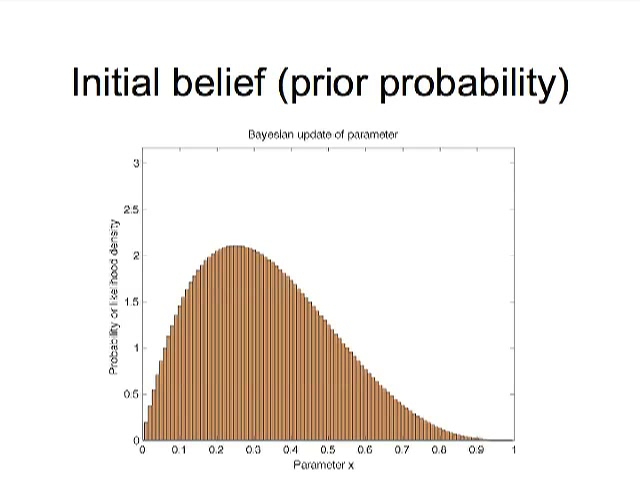 Initial belief (prior probability)
Bayesian update of parameter
Probability or likelihood density
3
2.5
2
1.5
1
0.5
0
0 0.1 0.2 0.3 0.4 0.5 0.6 0.7 0.8 0.9 1
Parameter x